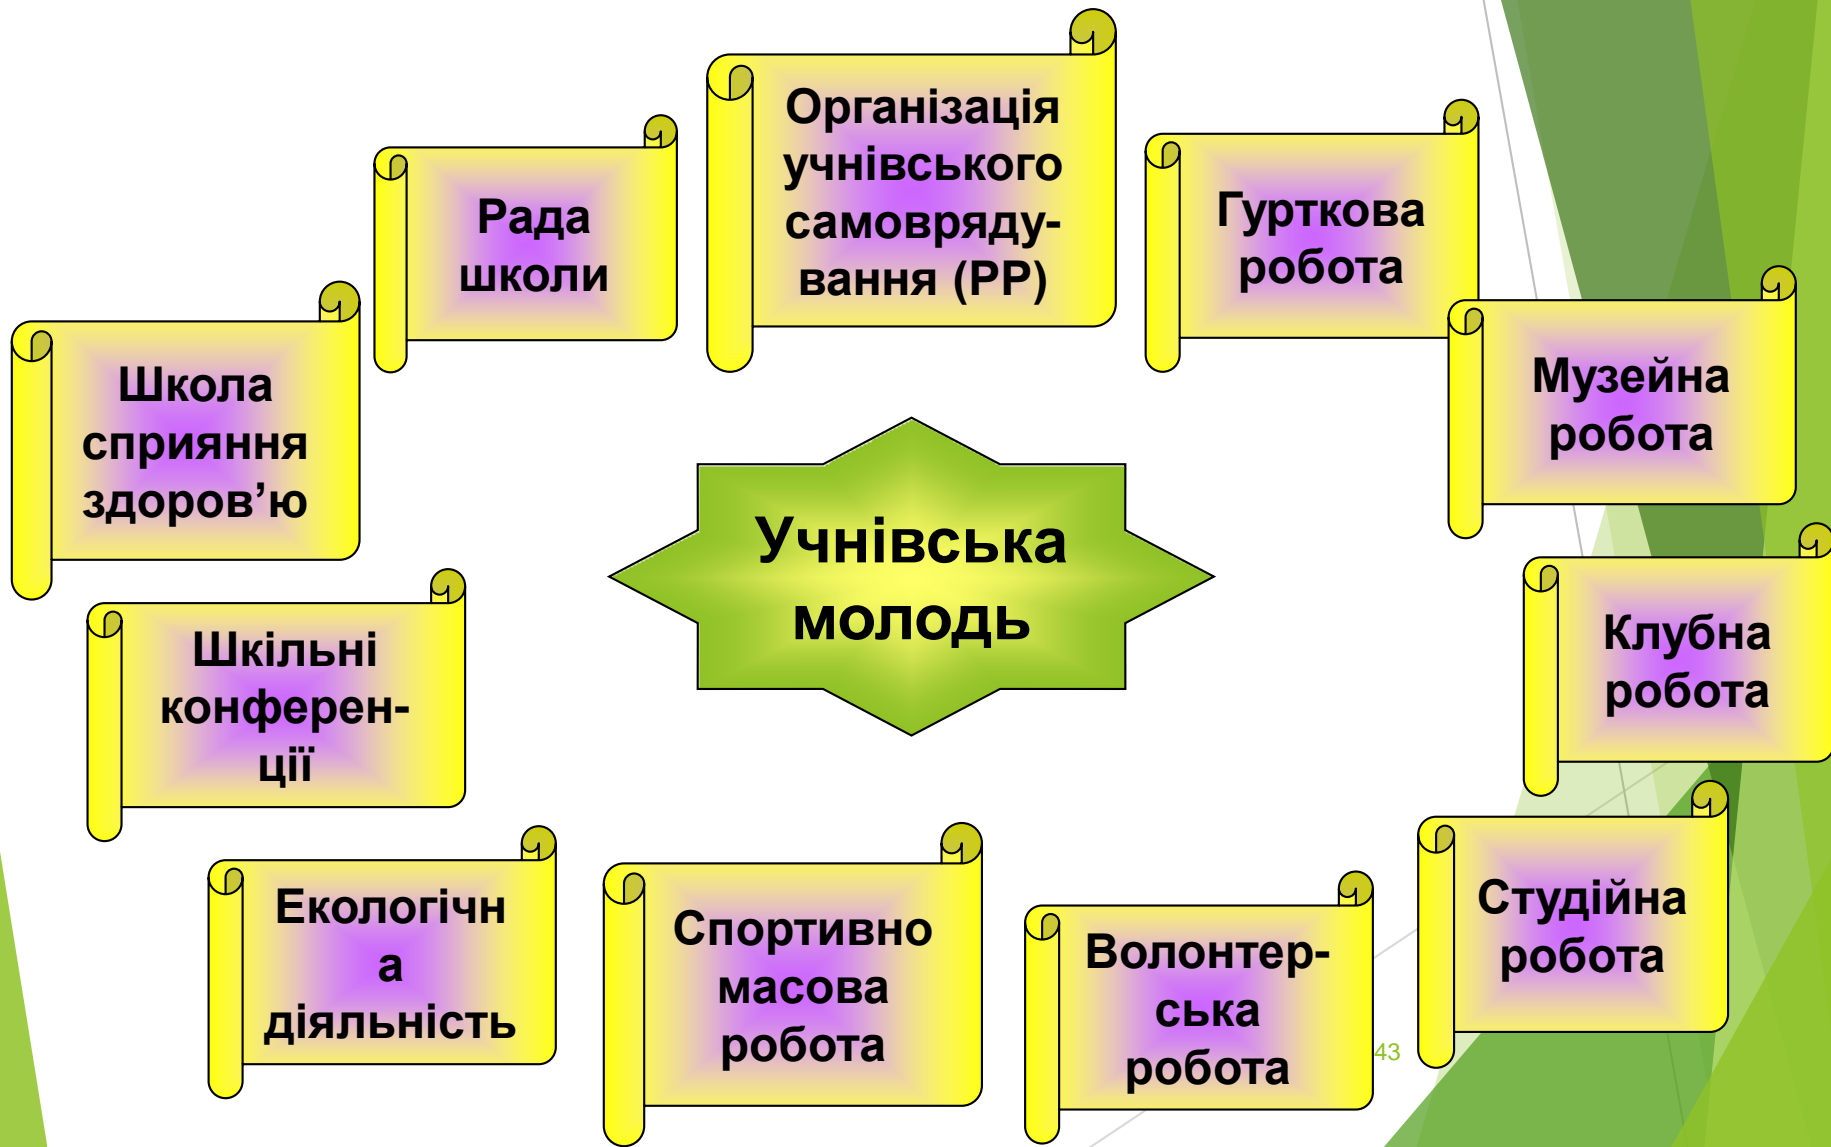 Організація
учнівського
самовряду-
вання (РР)
Рада
школи
Гурткова
робота
Школа
сприяння
здоров’ю
Музейна
робота
Учнівська
молодь
Шкільні
конферен-
ції
Клубна
робота
Екологічн
а
діяльність
Спортивно
масова
робота
Волонтер-
ська
робота
Студійна
робота
43